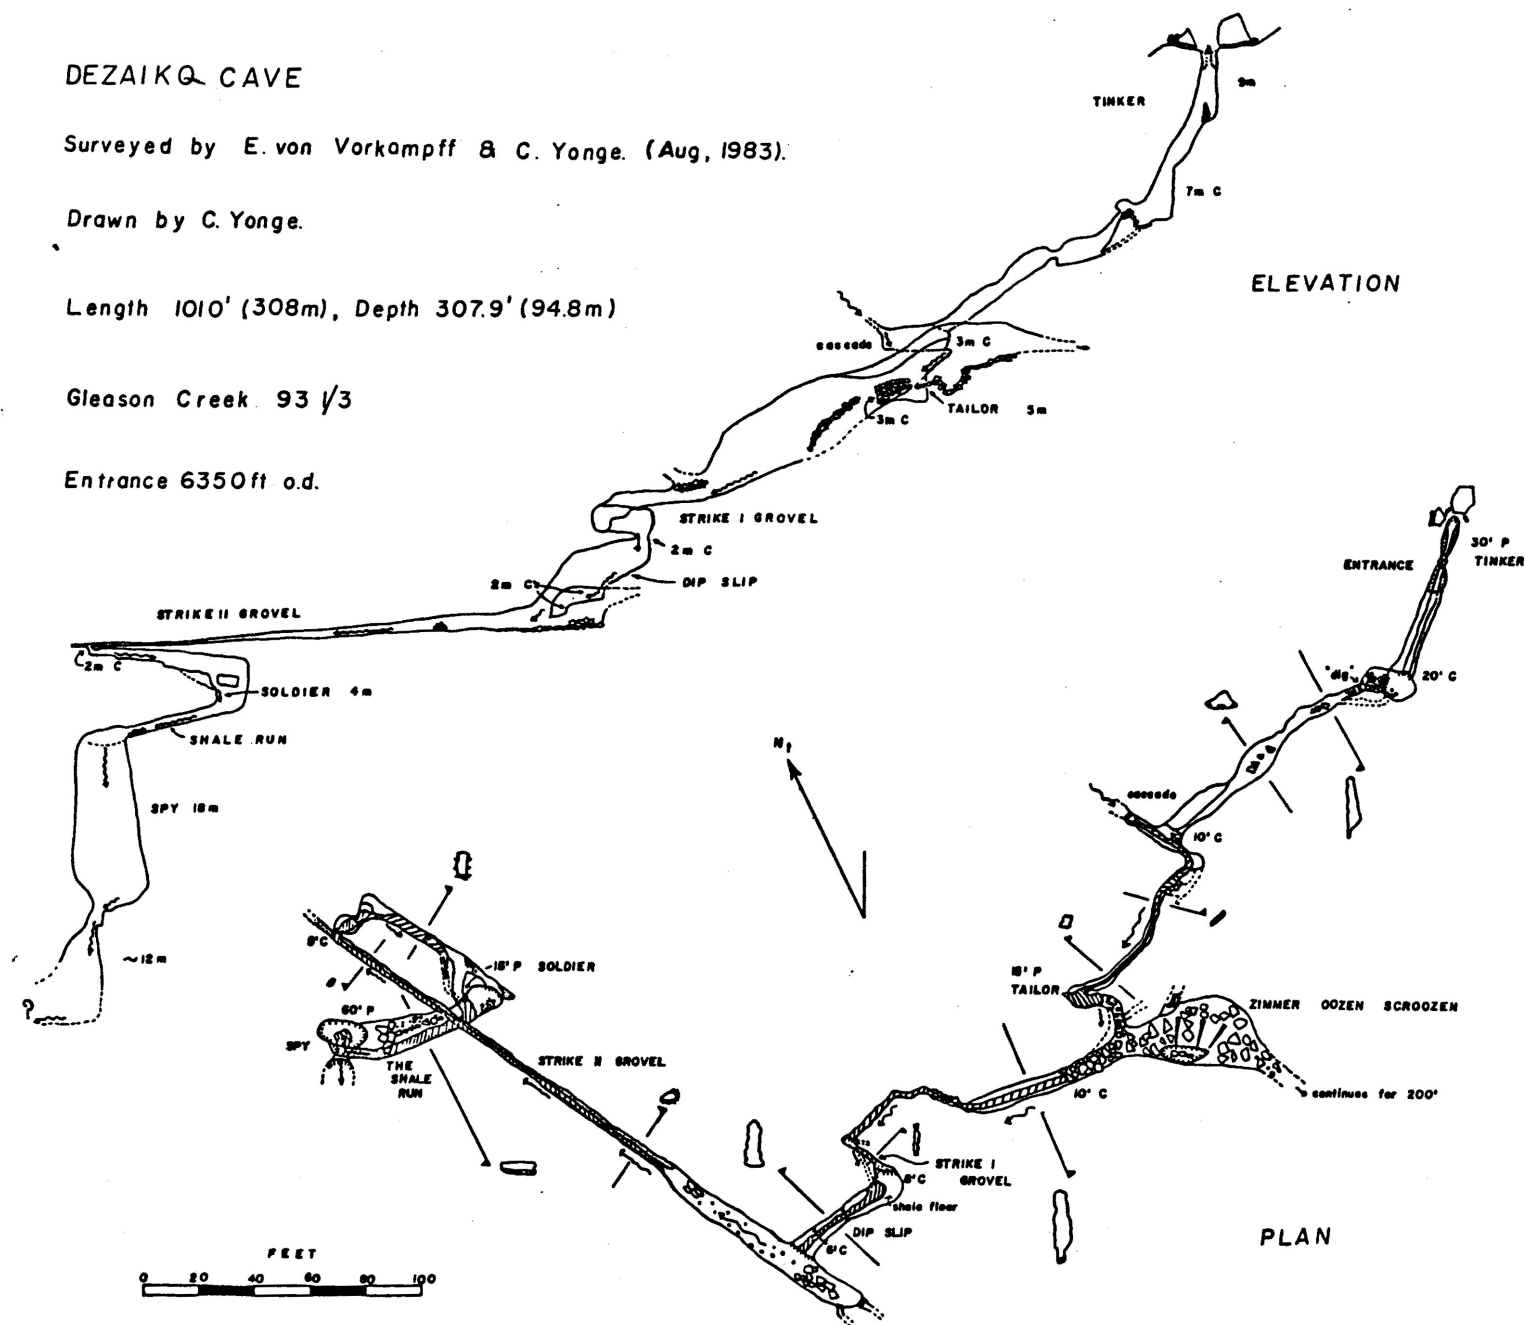 DEZAIKO CAVE
Surveyed by E. von Vorkampff & C. Yonge. (Aug, 1983).
Drawn by C. Yonge.
Length 1010' (308m), Depth 307.9' (94.8m)
Gleason Creek 93 1/3
Entrance 6350ft o.d.
ELEVATION
TINKER
9m
7m C
cascade
3m C
TAILOR 5m
3m C
STRIKE I GROVEL
2m C
DIP SLIP
2m C
STRIKE II GROVEL
2m C
SOLDIER 4m
SHALE RUN
SPY 18m
~12m
?
N
30' P
TINKER
ENTRANCE
"dig"
20' C
cascade
10' C
15' P
TAILOR
ZIMMER OOZEN SCROOZEN
continues for 200'
10' C
STRIKE I
GROVEL
shale floor
DIP SLIP
6' C
STRIKE II GROVEL
15' P SOLDIER
60' P
SPY
THE
SHALE
RUN
PLAN
FEET
0 20 40 60 80 100